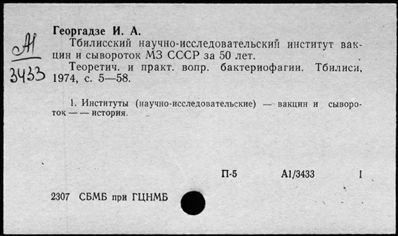 Георгадзе И. А.
А1
3433
Тбилисский научно-исследовательский институт вак-
цин и сывороток МЗ СССР за 50 лет.
Теоретич. и практ. вопр. бактериофагии. Тбилиси,
1974, с. 5—58.
1. Институты (научно-исследовательские) — вакцин и сыворо-
ток — — история.
П-5 А1/3433 1
2307 СБМБ при ГЦНМБ